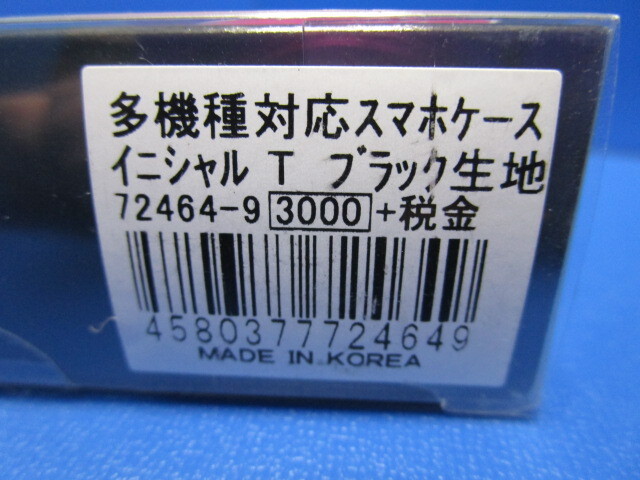 多機種対応スマホケース
イニシャル T ブラック生地
72464-9 3000 +税金
4580377724649
MADE IN KOREA